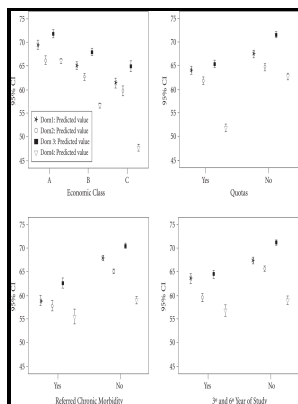 75
70
65
60
55
50
45
95% CI
Dom1: Predicted value
Dom2: Predicted value
Dom 3: Predicted value
Dom4: Predicted value
A B C
Economic Class
75
70
65
60
55
50
45
95% CI
Yes No
Quotas
75
70
65
60
55
50
45
95% CI
Yes No
Referred Chronic Morbidity
75
70
65
60
55
50
45
95% CI
Yes No
3º and 6º Year of Study